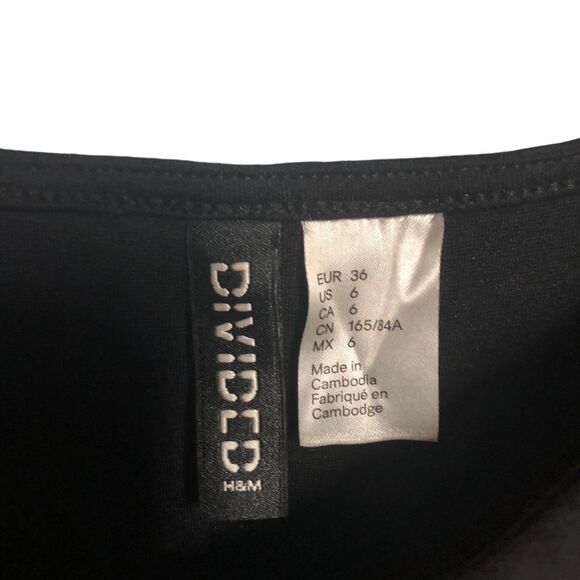 DIVIDED
H&M
EUR 36
US 6
CA 6
CN 165/84A
MX 6
Made in
Cambodia
Fabriqué en
Cambodge